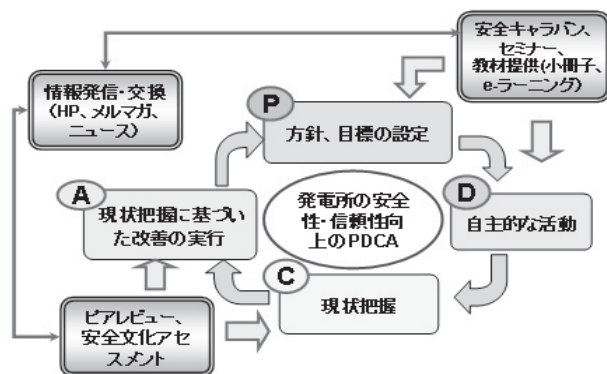 安全キャラバン、
セミナー、
教材提供(小冊子、
e-ラーニング)
情報発信・交換
(HP、メルマガ、
ニュース)
P
方針、目標の設定
A
現状把握に基づい
た改善の実行
発電所の安全
性・信頼性向
上のPDCA
D
自主的な活動
C
現状把握
ピアレビュー、
安全文化アセ
スメント